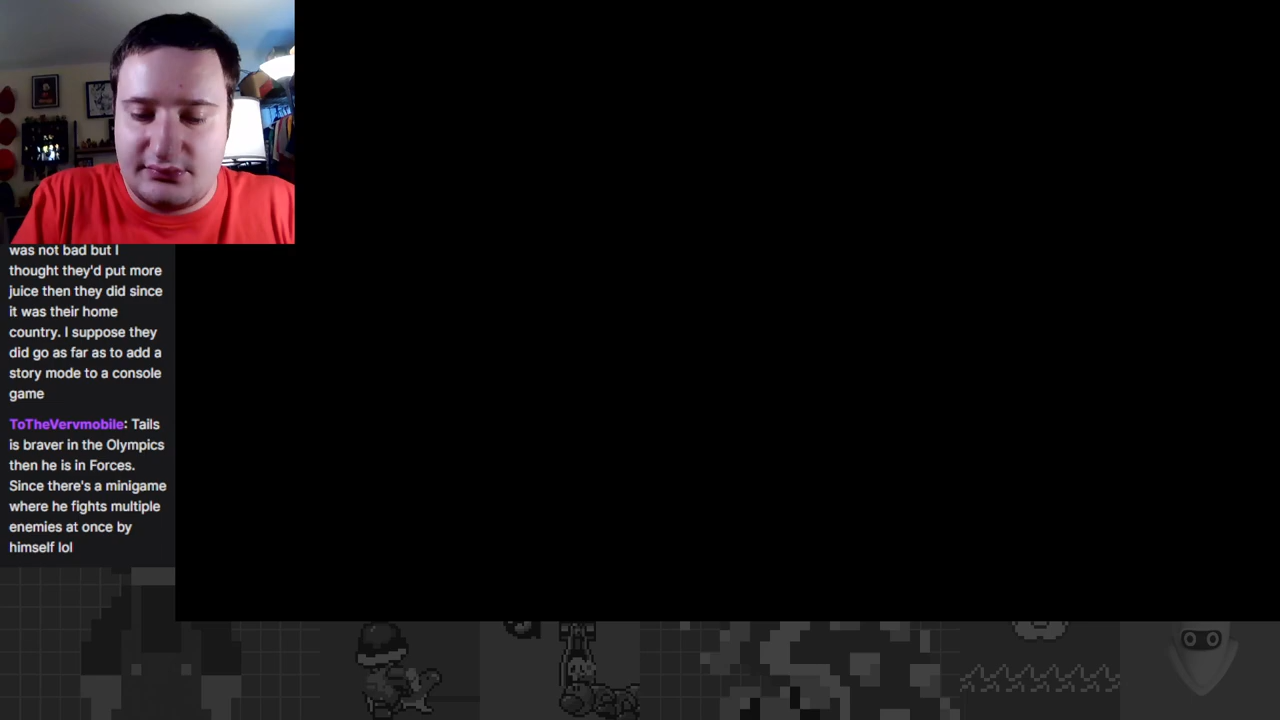 was not bad but I
thought they'd put more
juice then they did since
it was their home
country. I suppose they
did go as far as to add a
story mode to a console
game
ToTheVervmobile: Tails
is braver in the Olympics
then he is in Forces.
Since there's a minigame
where he fights multiple
enemies at once by
himself lol